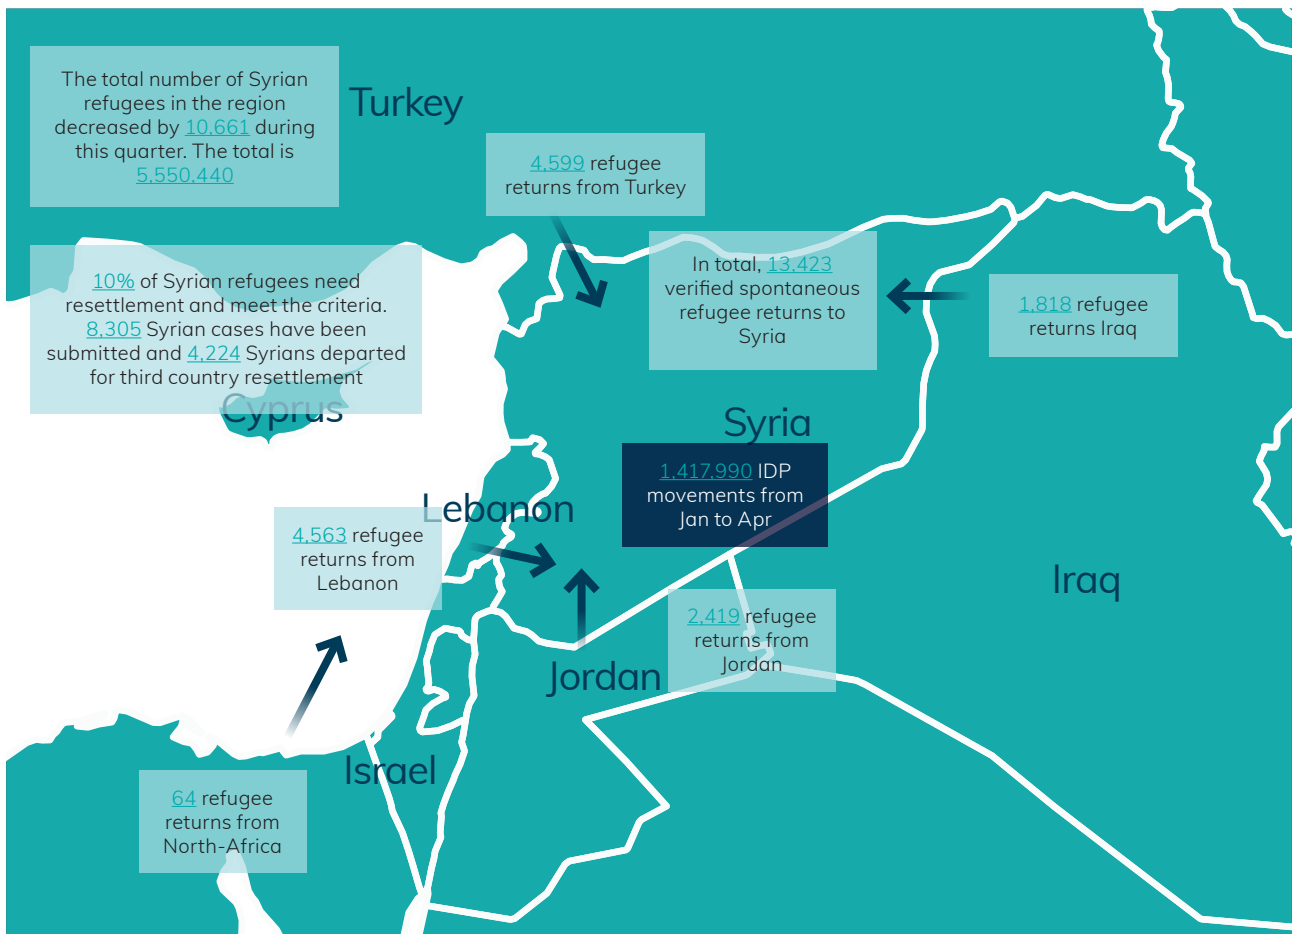 The total number of Syrian
refugees in the region
decreased by 10,661 during
this quarter. The total is
5,550,440
Turkey
4,599 refugee
returns from Turkey
10% of Syrian refugees need
resettlement and meet the criteria.
8,305 Syrian cases have been
submitted and 4,224 Syrians departed
for third country resettlement
In total, 13,423
verified spontaneous
refugee returns to
Syria
1,818 refugee
returns Iraq
Cyprus
Syria
1,417,990 IDP
movements from
Jan to Apr
Lebanon
4,563 refugee
returns from
Lebanon
Iraq
2,419 refugee
returns from
Jordan
Jordan
Israel
64 refugee
returns from
North-Africa